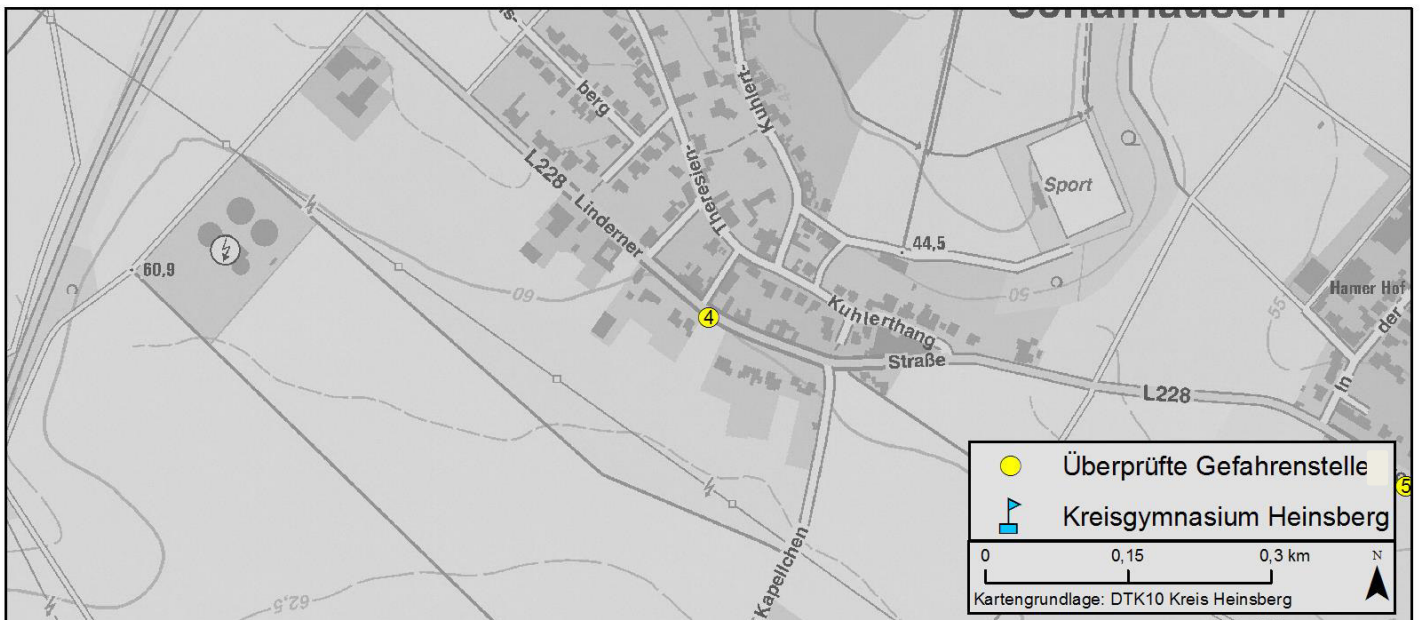 berg
Kuhlert-
L228
Theresien-
Linderner
Sport
44,5
60,9
60
50
55
Hamer Hof
4
Kuhlerthang
Straße
der
In
L228
5
Kapellchen
62,5
Überprüfte Gefahrenstelle
Kreisgymnasium Heinsberg
0 0,15 0,3 km
N
Kartengrundlage: DTK10 Kreis Heinsberg